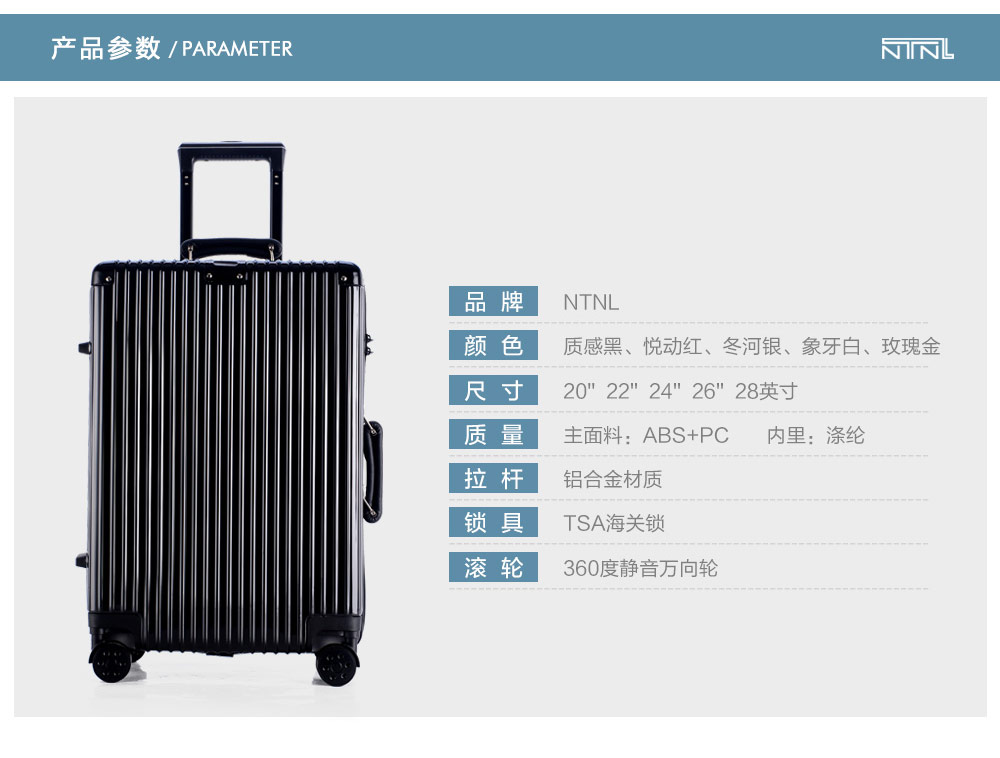 产品参数 / PARAMETER
NTNL
品牌 NTNL
颜色 质感黑、悦动红、冬河银、象牙白、玫瑰金
尺寸 20" 22" 24" 26" 28英寸
质量 主面料：ABS+PC 内里：涤纶
拉杆 铝合金材质
锁具 TSA海关锁
滚轮 360度静音万向轮